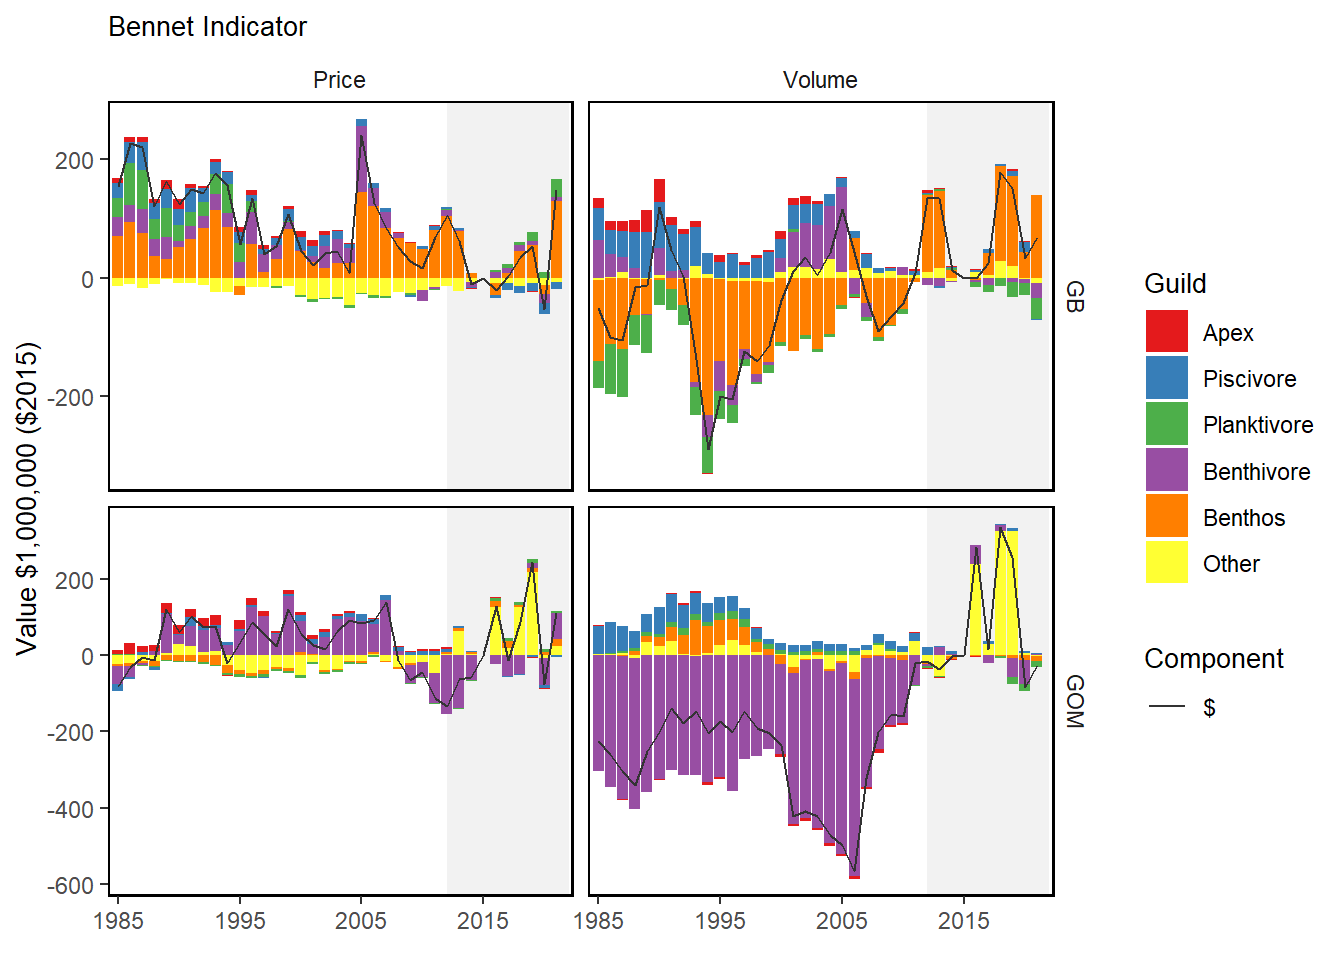 Bennet Indicator
Price
Volume
Value $1,000,000 ($2015)
200
0
-200
GB
200
0
-200
-400
-600
GOM
1985
1995
2005
2015
1985
1995
2005
2015
Guild
Apex
Piscivore
Planktivore
Benthivore
Benthos
Other
Component
$